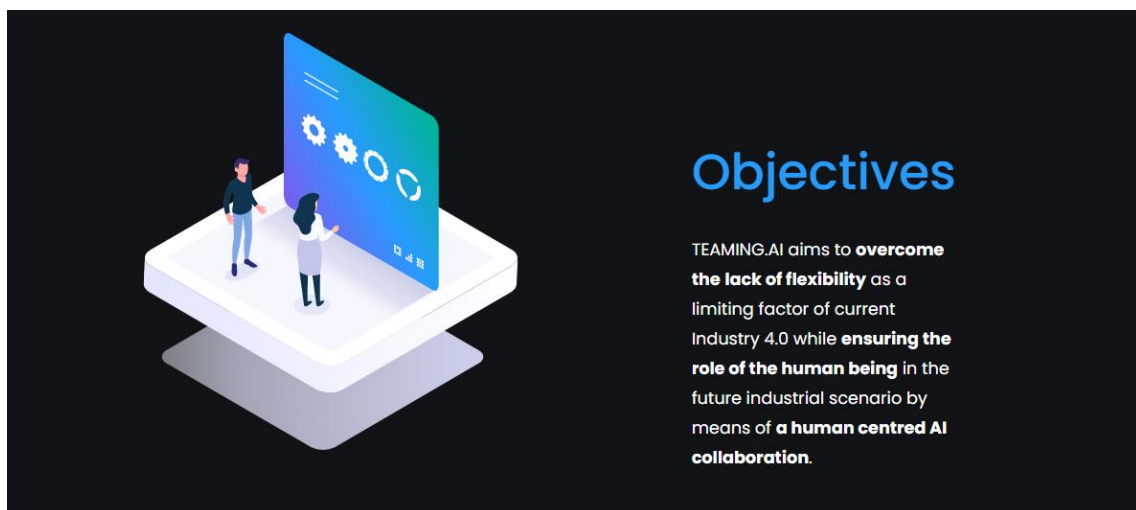 Objectives
TEAMING.AI aims to overcome
the lack of flexibility as a
limiting factor of current
Industry 4.0 while ensuring the
role of the human being in the
future industrial scenario by
means of a human centred AI
collaboration.